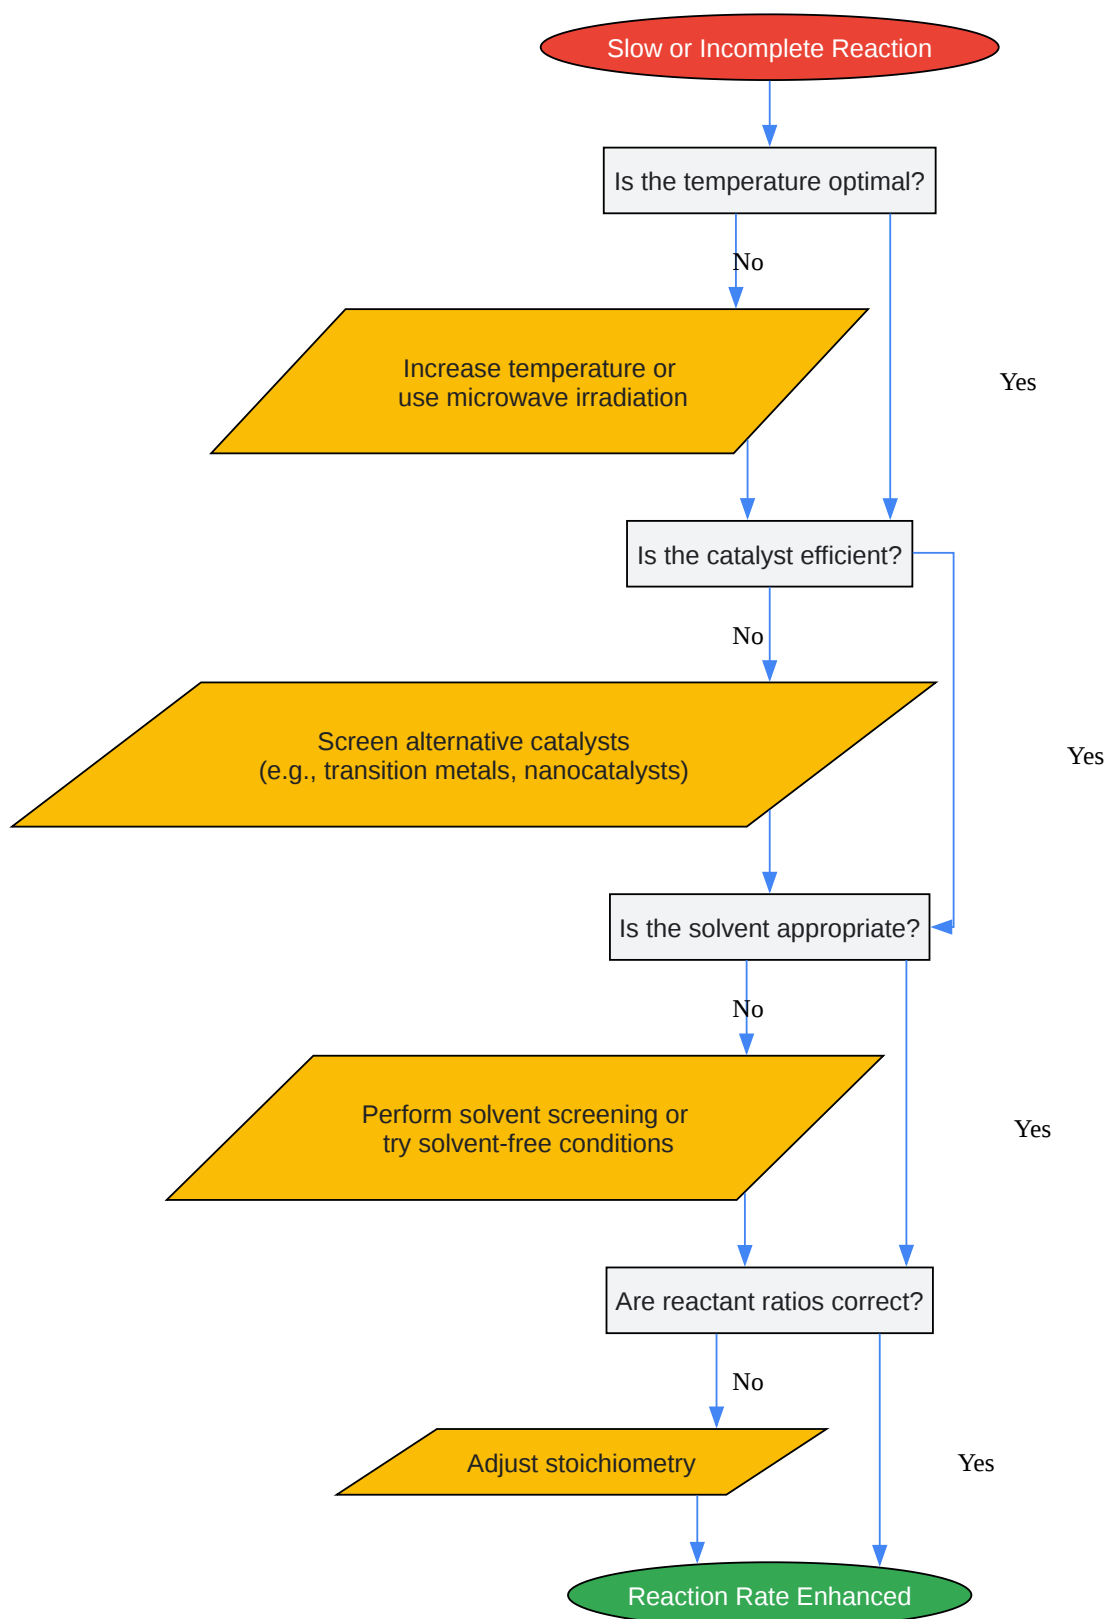 Slow or Incomplete Reaction
Is the temperature optimal?
No
Increase temperature or
use microwave irradiation
Yes
Is the catalyst efficient?
No
Screen alternative catalysts
(e.g., transition metals, nanocatalysts)
Yes
Is the solvent appropriate?
No
Perform solvent screening or
try solvent-free conditions
Yes
Are reactant ratios correct?
No
Adjust stoichiometry
Yes
Reaction Rate Enhanced